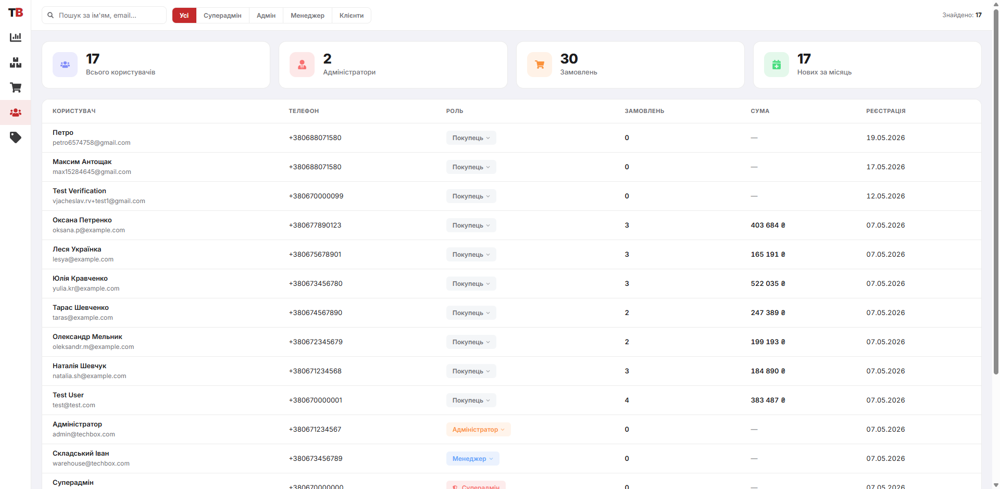 TB
Пошук за ім'ям, email...
Усі Суперадмін Адмін Менеджер Клієнти
Знайдено: 17
17
Всього користувачів
2
Адміністратори
30
Замовлень
17
Нових за місяць
КОРИСТУВАЧ ТЕЛЕФОН РОЛЬ ЗАМОВЛЕНЬ СУМА РЕЄСТРАЦІЯ
Петро
petro6574758@gmail.com
+380688071580 Покупець 0 — 19.05.2026
Максим Антощак
max15284645@gmail.com
+380688071580 Покупець 0 — 17.05.2026
Test Verification
vjacheslav.rv+test1@gmail.com
+380670000099 Покупець 0 — 12.05.2026
Оксана Петренко
oksana.p@example.com
+380677890123 Покупець 3 403 684 ₴ 07.05.2026
Леся Українка
lesya@example.com
+380675678901 Покупець 3 165 191 ₴ 07.05.2026
Юлія Кравченко
yulia.kr@example.com
+380673456780 Покупець 3 522 035 ₴ 07.05.2026
Тарас Шевченко
taras@example.com
+380674567890 Покупець 2 247 389 ₴ 07.05.2026
Олександр Мельник
oleksandr.m@example.com
+380672345679 Покупець 2 199 193 ₴ 07.05.2026
Наталія Шевчук
natalia.sh@example.com
+380671234568 Покупець 3 184 890 ₴ 07.05.2026
Test User
test@test.com
+380670000001 Покупець 4 383 487 ₴ 07.05.2026
Адміністратор
admin@techbox.com
+380671234567 Адміністратор 0 — 07.05.2026
Складський Іван
warehouse@techbox.com
+380673456789 Менеджер 0 — 07.05.2026
Суперадмін
+380670000000 Суперадмін 0 — 07.05.2026